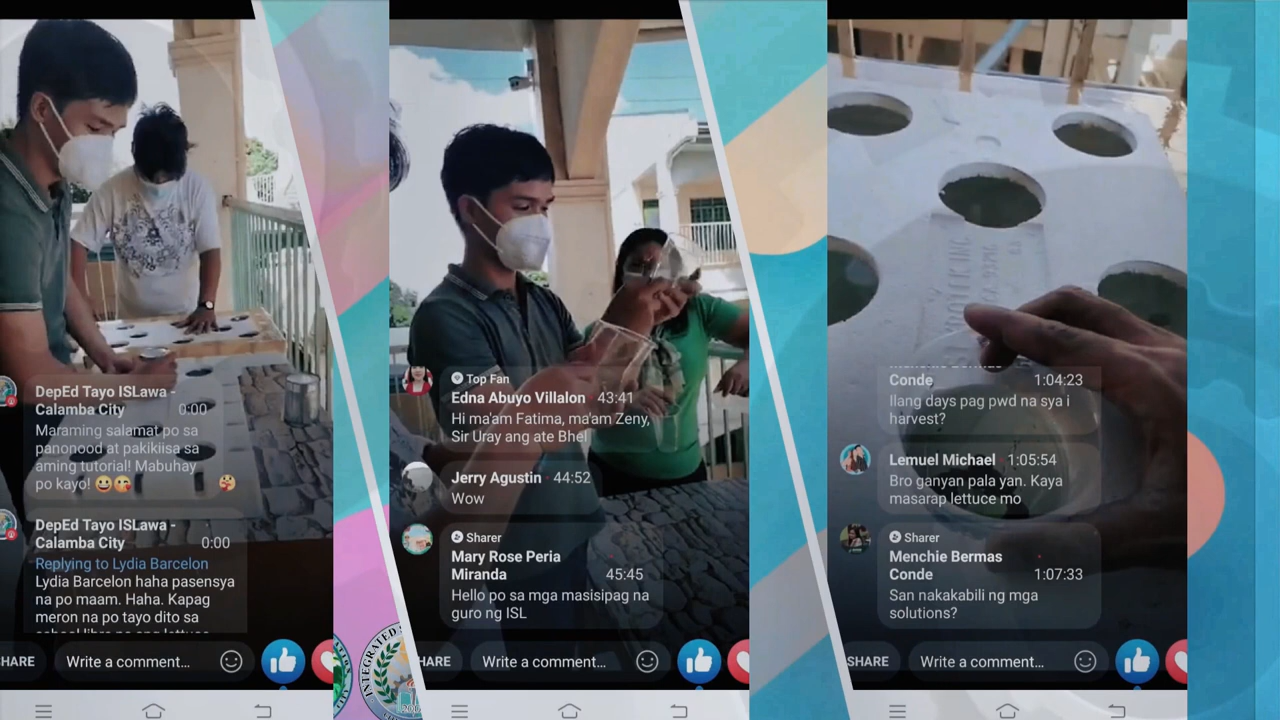 DepEd Tayo ISLawa -
Calamba City 0:00
Maraming salamat po sa
panonood at pakikiisa sa
aming tutorial! Mabuhay
po kayo! 😀🥰 🤔
DepEd Tayo ISLawa -
Calamba City 0:00
Replying to Lydia Barcelon
Lydia Barcelon haha pasensya
na po maam. Haha. Kapag
meron na po tayo dito sa
HARE
Write a comment...
Top Fan
Edna Abuyo Villalon 43:41
Hi ma'am Fatima, ma'am Zeny,
Sir Uray ang ate Bhel
Jerry Agustin 44:52
Wow
Sharer
Mary Rose Peria
Miranda 45:45
Hello po sa mga masisipag na
guro ng ISL
HARE
Write a comment...
INTEGRATED
Menchie Bermas
Conde 1:04:23
Ilang days pag pwd na sya i
harvest?
Lemuel Michael 1:05:54
Bro ganyan pala yan. Kaya
masarap lettuce mo
Sharer
Menchie Bermas
Conde 1:07:33
San nakakabili ng mga
solutions?
SHARE
Write a comment...